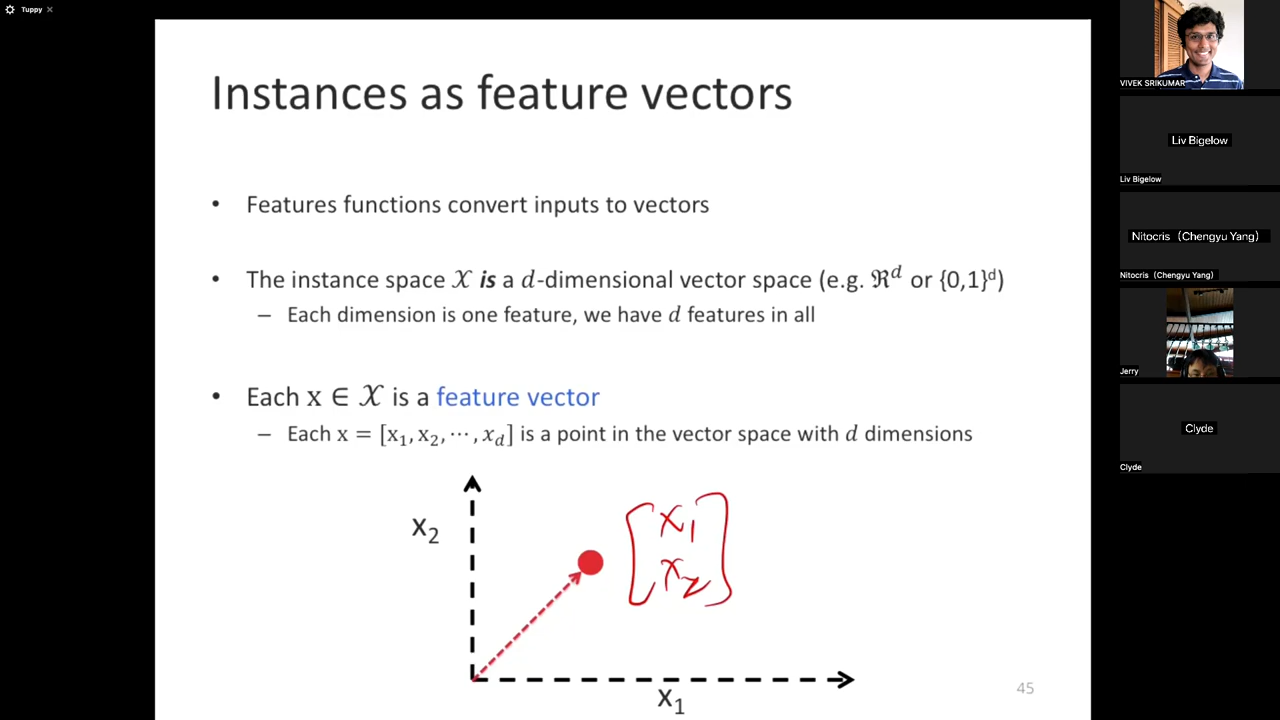 Tuppy ×
Instances as feature vectors
• Features functions convert inputs to vectors
• The instance space 𝒳 is a d-dimensional vector space (e.g. ℜᵈ or {0,1}ᵈ)
– Each dimension is one feature, we have d features in all
• Each x ∈ 𝒳 is a feature vector
– Each x = [x₁, x₂, ⋯, x_d] is a point in the vector space with d dimensions
x₂
x₁
x₂
x₁
45
VIVEK SRIKUMAR
Liv Bigelow
Liv Bigelow
Nitocris（Chengyu Yang）
Nitocris（Chengyu Yang）
Jerry
Clyde
Clyde